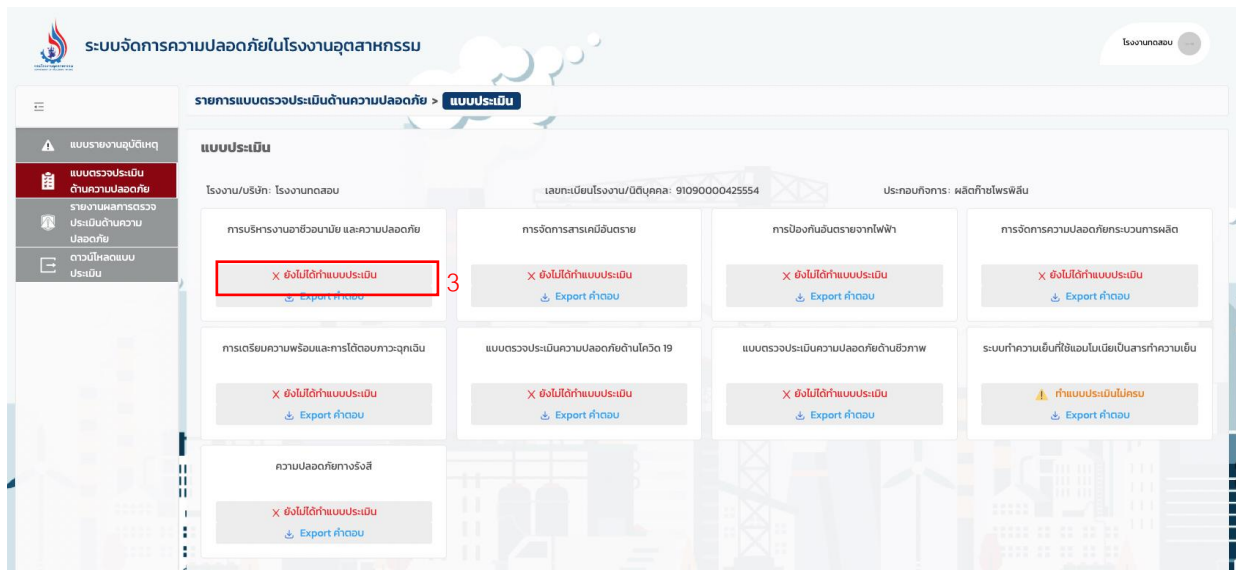 ระบบจัดการความปลอดภัยในโรงงานอุตสาหกรรม
โรงงานทดสอบ
รายการแบบตรวจประเมินด้านความปลอดภัย > แบบประเมิน
แบบรายงานอุบัติเหตุ
แบบตรวจประเมิน
ด้านความปลอดภัย
รายงานผลการตรวจ
ประเมินด้านความ
ปลอดภัย
ดาวน์โหลดแบบ
ประเมิน
แบบประเมิน
โรงงาน/บริษัท: โรงงานทดสอบ
เลขทะเบียนโรงงาน/นิติบุคคล: 91090000425554
ประกอบกิจการ: ผลิตก๊าซไพรพิลีน
การบริหารงานอาชีวอนามัย และความปลอดภัย
ยังไม่ได้ทำแบบประเมิน
Export คำตอบ
3
การจัดการสารเคมีอันตราย
ยังไม่ได้ทำแบบประเมิน
Export คำตอบ
การป้องกันอันตรายจากไฟฟ้า
ยังไม่ได้ทำแบบประเมิน
Export คำตอบ
การจัดการความปลอดภัยกระบวนการผลิต
ยังไม่ได้ทำแบบประเมิน
Export คำตอบ
การเตรียมความพร้อมและการโต้ตอบภาวะฉุกเฉิน
ยังไม่ได้ทำแบบประเมิน
Export คำตอบ
แบบตรวจประเมินความปลอดภัยด้านโควิด 19
ยังไม่ได้ทำแบบประเมิน
Export คำตอบ
แบบตรวจประเมินความปลอดภัยด้านชีวภาพ
ยังไม่ได้ทำแบบประเมิน
Export คำตอบ
ระบบทำความเย็นที่ใช้แอมโมเนียเป็นสารทำความเย็น
ทำแบบประเมินไม่ครบ
Export คำตอบ
ความปลอดภัยทางรังสี
ยังไม่ได้ทำแบบประเมิน
Export คำตอบ